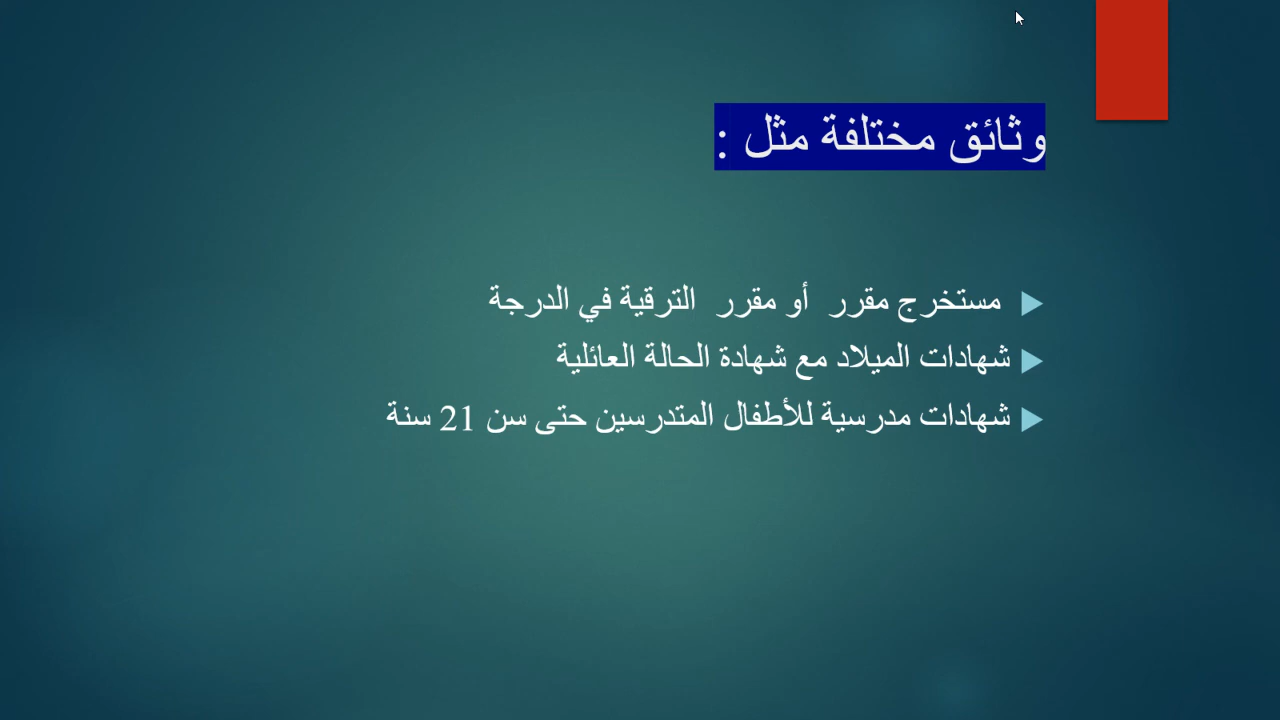 وثائق مختلفة مثل :
مستخرج مقرر أو مقرر الترقية في الدرجة
شهادات الميلاد مع شهادة الحالة العائلية
شهادات مدرسية للأطفال المتدرسين حتى سن 21 سنة